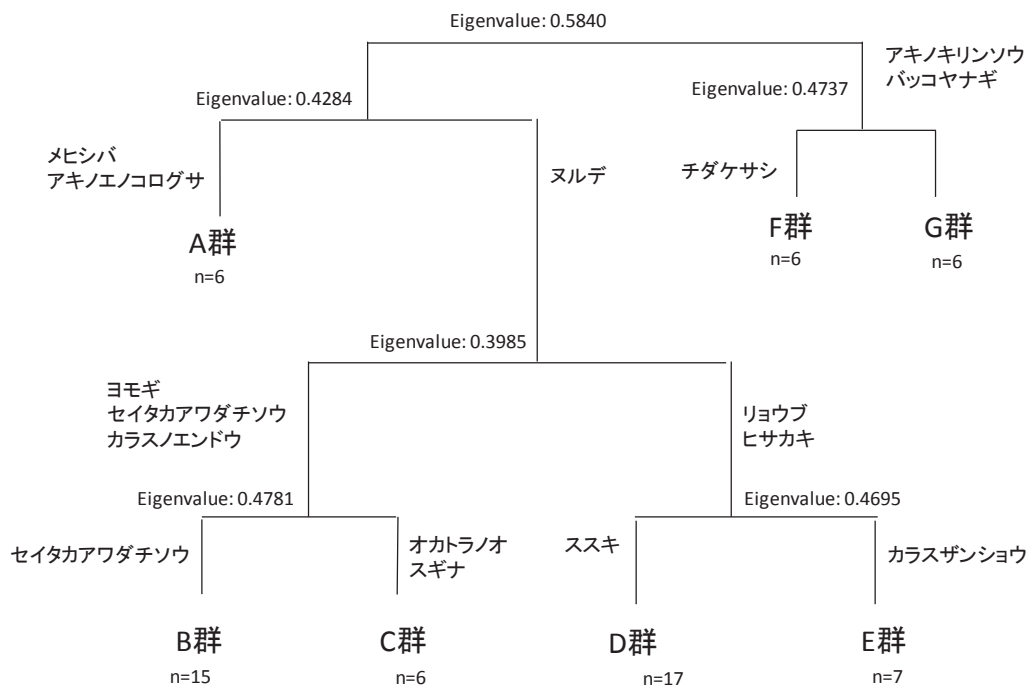 Eigenvalue: 0.5840
アキノキリンソウ
バッコヤナギ
Eigenvalue: 0.4284
Eigenvalue: 0.4737
メヒシバ
アキノエノコログサ
ヌルデ
チダケサシ
A群
n=6
F群
n=6
G群
n=6
Eigenvalue: 0.3985
ヨモギ
セイタカアワダチソウ
カラスノエンドウ
リョウブ
ヒサカキ
Eigenvalue: 0.4781
Eigenvalue: 0.4695
セイタカアワダチソウ
オカトラノオ
スギナ
ススキ
カラスザンショウ
B群
n=15
C群
n=6
D群
n=17
E群
n=7